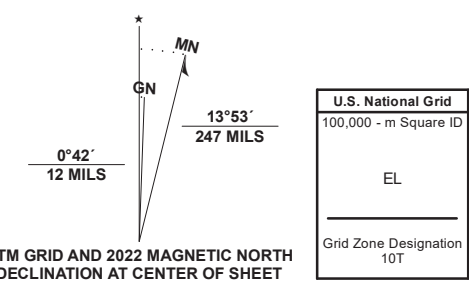 MN
GN
13°53´
247 MILS
0°42´
12 MILS
TM GRID AND 2022 MAGNETIC NORTH
DECLINATION AT CENTER OF SHEET
U.S. National Grid
100,000 - m Square ID
EL
Grid Zone Designation
10T